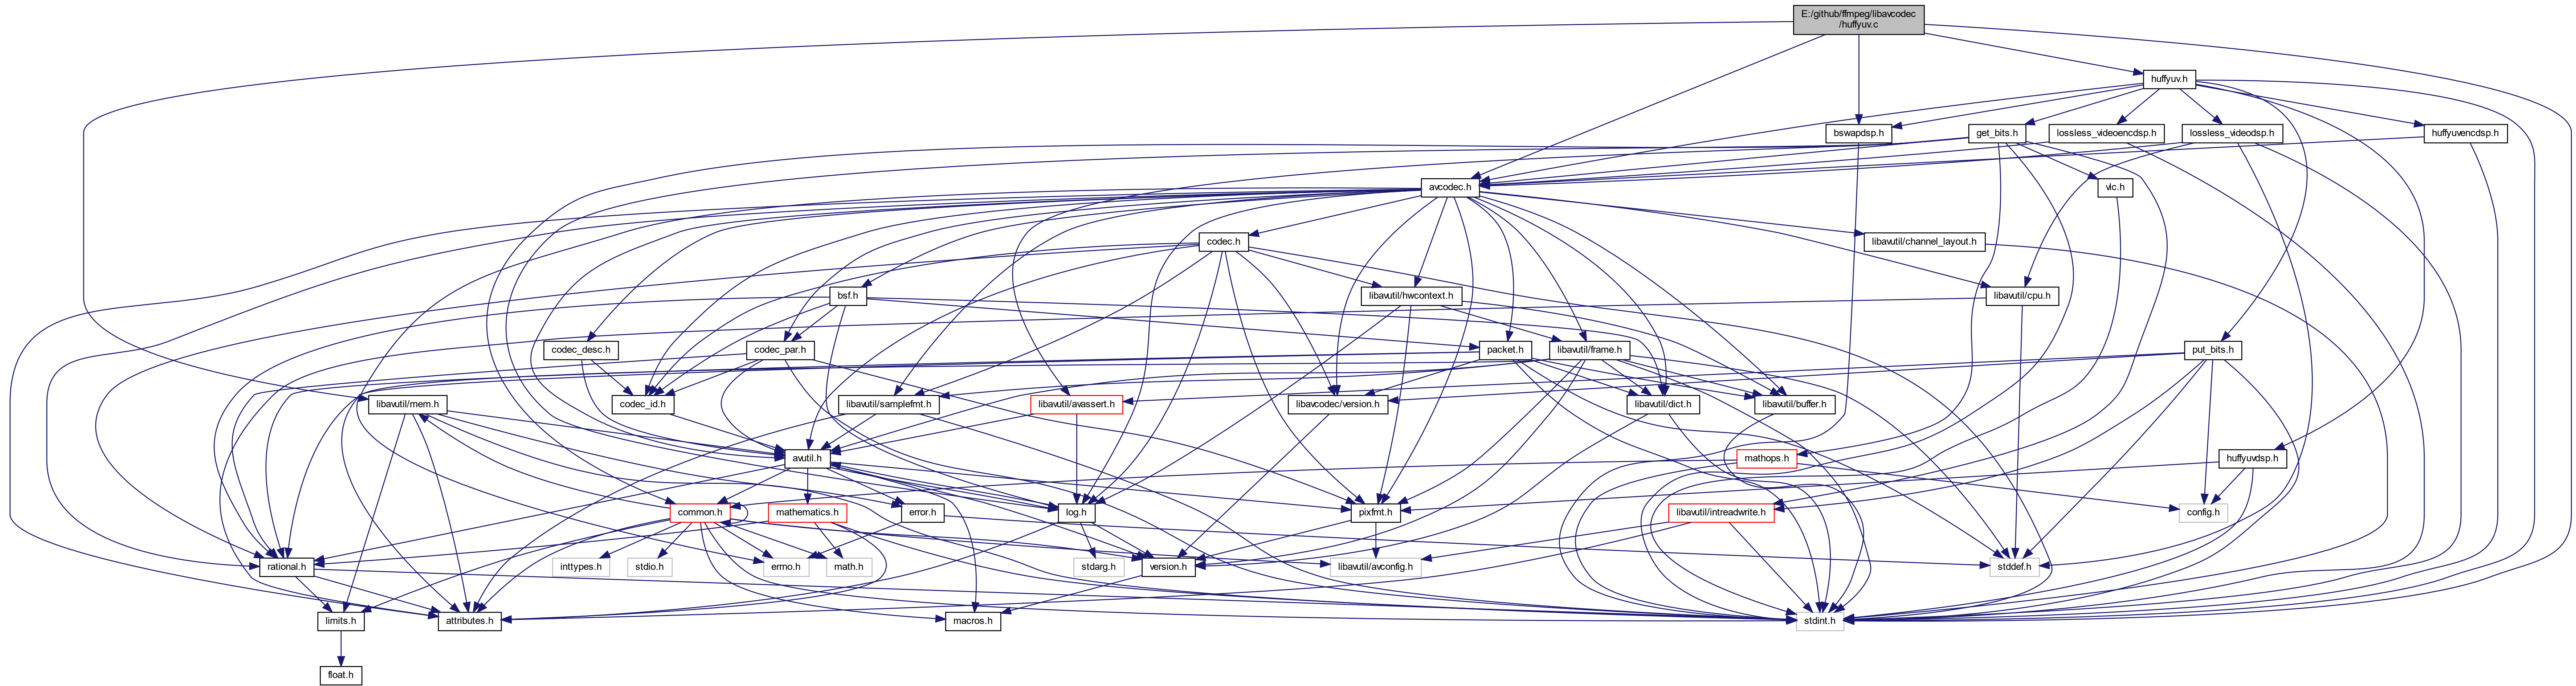 E:/github/ffmpeg/libavcodec
/huffyuv.c
huffyuv.h
bswapdsp.h
get_bits.h
lossless_videoencdsp.h
lossless_videodsp.h
huffyuvencdsp.h
avcodec.h
vlc.h
codec.h
libavutil/channel_layout.h
bsf.h
libavutil/hwcontext.h
libavutil/cpu.h
codec_desc.h
codec_par.h
packet.h
libavutil/frame.h
put_bits.h
libavutil/mem.h
codec_id.h
libavutil/samplefmt.h
libavutil/avassert.h
libavcodec/version.h
libavutil/dict.h
libavutil/buffer.h
avutil.h
mathops.h
huffyuvdsp.h
common.h
mathematics.h
error.h
log.h
pixfmt.h
libavutil/intreadwrite.h
config.h
rational.h
inttypes.h
stdio.h
errno.h
math.h
stdarg.h
version.h
libavutil/avconfig.h
stddef.h
limits.h
attributes.h
macros.h
stdint.h
float.h